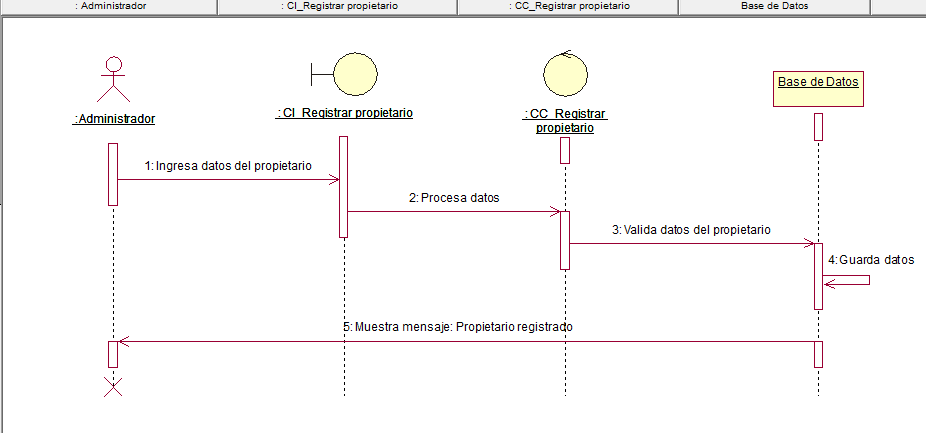 : Administrador
: CI_Registrar propietario
: CC_Registrar propietario
Base de Datos
: Administrador
: CI_Registrar propietario
: CC_Registrar
propietario
Base de Datos
1: Ingresa datos del propietario
2: Procesa datos
3: Valida datos del propietario
4: Guarda datos
5: Muestra mensaje: Propietario registrado